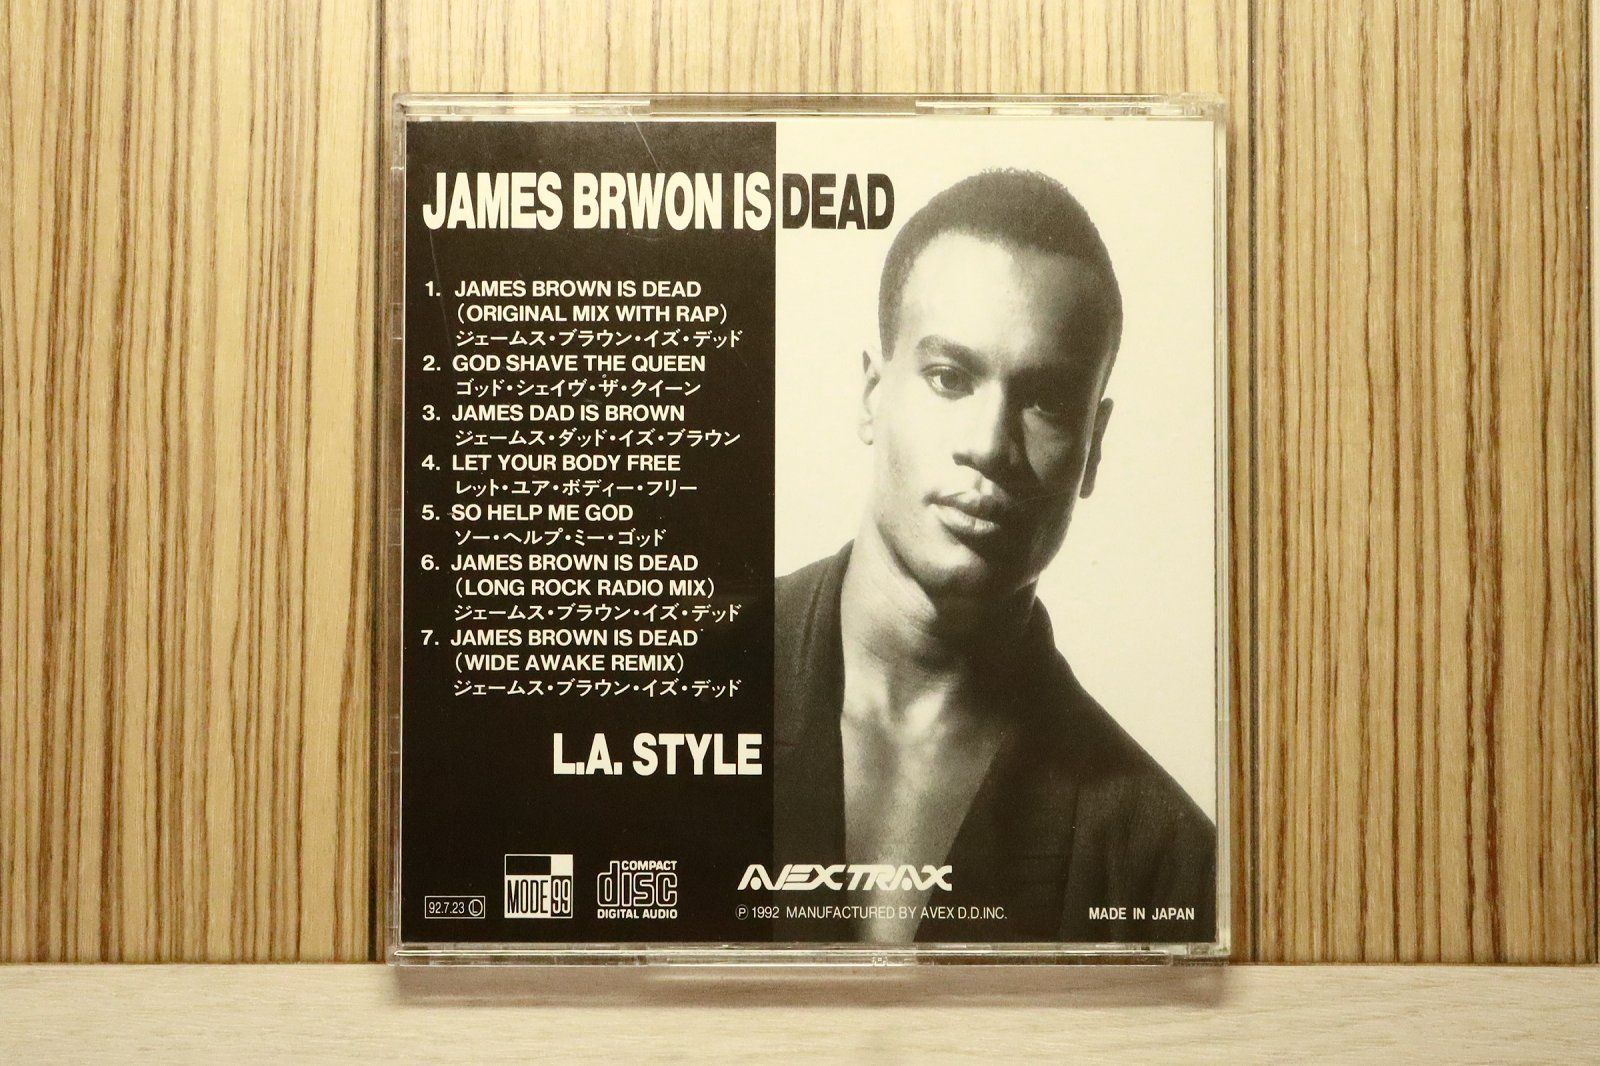 JAMES BRWON IS DEAD
1. JAMES BROWN IS DEAD
(ORIGINAL MIX WITH RAP)
ジェームス・ブラウン・イズ・デッド
2. GOD SHAVE THE QUEEN
ゴッド・シェイヴ・ザ・クイーン
3. JAMES DAD IS BROWN
ジェームス・ダッド・イズ・ブラウン
4. LET YOUR BODY FREE
レット・ユア・ボディー・フリー
5. SO HELP ME GOD
ソー・ヘルプ・ミー・ゴッド
6. JAMES BROWN IS DEAD
(LONG ROCK RADIO MIX)
ジェームス・ブラウン・イズ・デッド
7. JAMES BROWN IS DEAD
(WIDE AWAKE REMIX)
ジェームス・ブラウン・イズ・デッド
L.A. STYLE
92.7.23 Ⓛ
MODE 99
COMPACT
disc
DIGITAL AUDIO
AVEX TRAX
Ⓟ 1992 MANUFACTURED BY AVEX D.D.INC.
MADE IN JAPAN